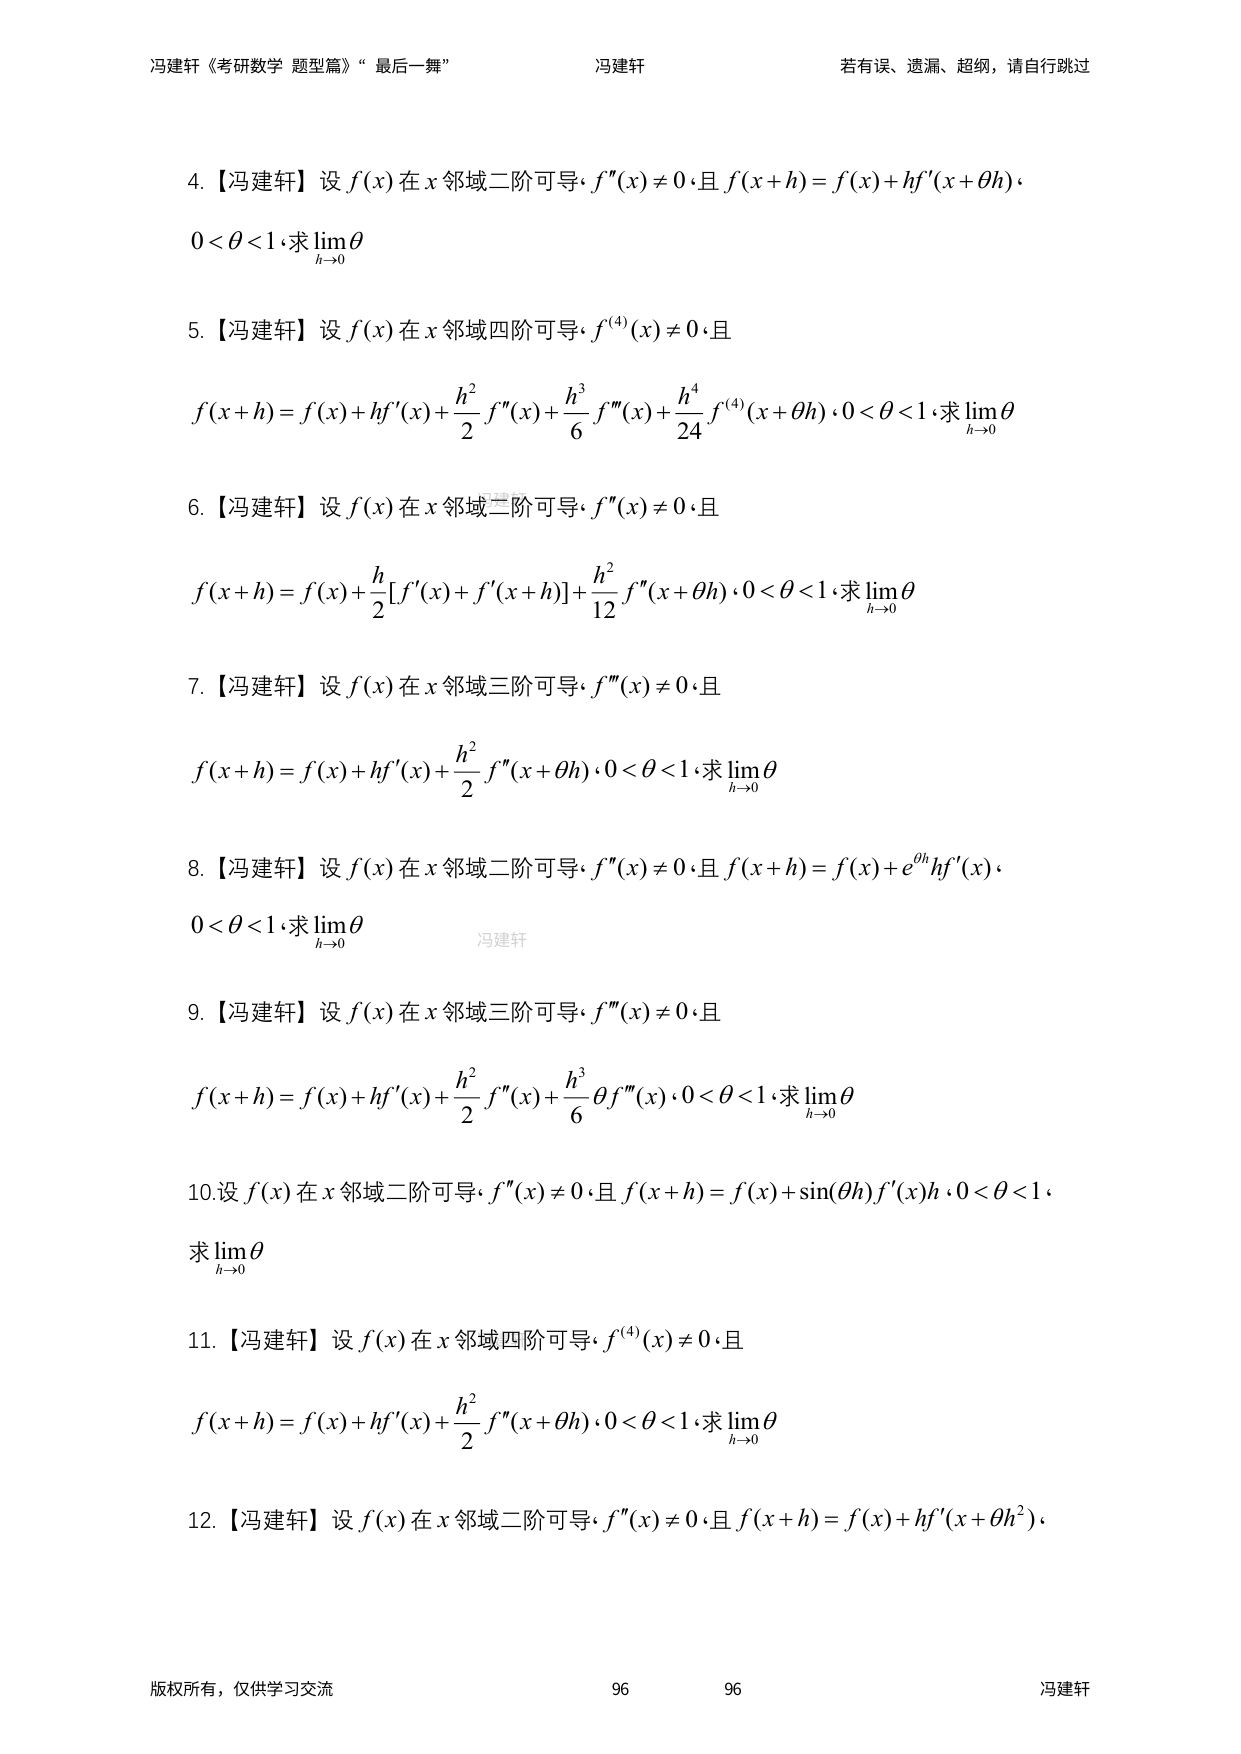 冯建轩《考研数学 题型篇》“ 最后一舞” 冯建轩 若有误、遗漏、超纲，请自行跳过
4.【冯建轩】设 f(x) 在 x 邻域二阶可导，f″(x) ≠ 0，且 f(x+h) = f(x)+hf′(x+θh)，
0<θ<1，求 lim_{h→0} θ
5.【冯建轩】设 f(x) 在 x 邻域四阶可导，f^{(4)}(x) ≠ 0，且
f(x+h) = f(x)+hf′(x)+\frac{h^2}{2} f″(x)+\frac{h^3}{6} f‴(x)+\frac{h^4}{24} f^{(4)}(x+θh)，0<θ<1，求 lim_{h→0} θ
冯建轩
6.【冯建轩】设 f(x) 在 x 邻域二阶可导，f″(x) ≠ 0，且
f(x+h) = f(x)+\frac{h}{2}[f′(x)+f′(x+h)]+\frac{h^2}{12} f″(x+θh)，0<θ<1，求 lim_{h→0} θ
7.【冯建轩】设 f(x) 在 x 邻域三阶可导，f‴(x) ≠ 0，且
f(x+h) = f(x)+hf′(x)+\frac{h^2}{2} f″(x+θh)，0<θ<1，求 lim_{h→0} θ
8.【冯建轩】设 f(x) 在 x 邻域二阶可导，f″(x) ≠ 0，且 f(x+h) = f(x)+e^{θh}hf′(x)，
0<θ<1，求 lim_{h→0} θ
冯建轩
9.【冯建轩】设 f(x) 在 x 邻域三阶可导，f‴(x) ≠ 0，且
f(x+h) = f(x)+hf′(x)+\frac{h^2}{2} f″(x)+\frac{h^3}{6} θf‴(x)，0<θ<1，求 lim_{h→0} θ
10.设 f(x) 在 x 邻域二阶可导，f″(x) ≠ 0，且 f(x+h) = f(x)+sin(θh)f′(x)h，0<θ<1，
求 lim_{h→0} θ
11.【冯建轩】设 f(x) 在 x 邻域四阶可导，f^{(4)}(x) ≠ 0，且
f(x+h) = f(x)+hf′(x)+\frac{h^2}{2} f″(x+θh)，0<θ<1，求 lim_{h→0} θ
12.【冯建轩】设 f(x) 在 x 邻域二阶可导，f″(x) ≠ 0，且 f(x+h) = f(x)+hf′(x+θh^2)，
版权所有，仅供学习交流 96 96 冯建轩